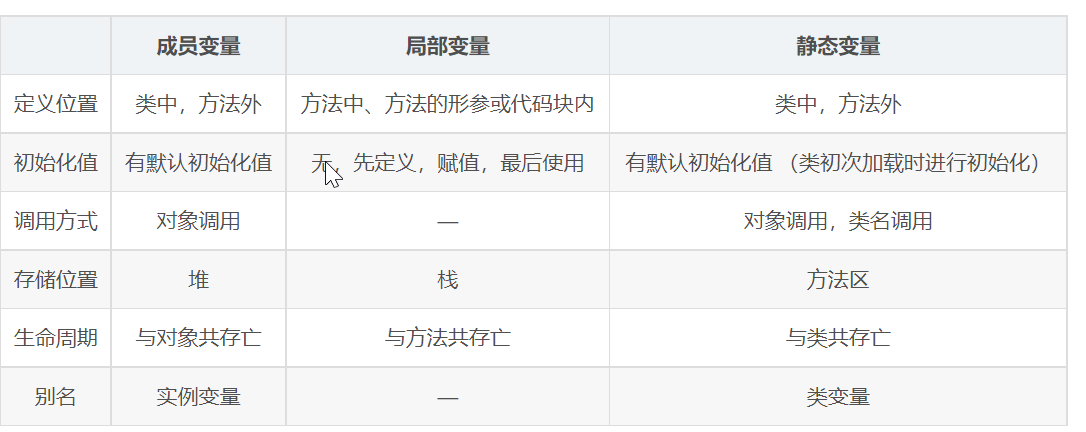 成员变量 局部变量 静态变量
定义位置 类中，方法外 方法中、方法的形参或代码块内 类中，方法外
初始化值 有默认初始化值 无，先定义，赋值，最后使用 有默认初始化值 （类初次加载时进行初始化）
调用方式 对象调用 — 对象调用，类名调用
存储位置 堆 栈 方法区
生命周期 与对象共存亡 与方法共存亡 与类共存亡
别名 实例变量 — 类变量